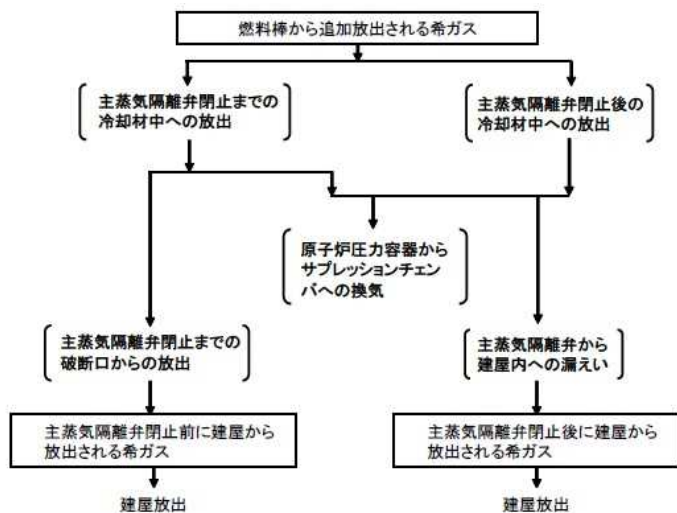 燃料棒から追加放出される希ガス
主蒸気隔離弁閉止までの
冷却材中への放出
主蒸気隔離弁閉止後の
冷却材中への放出
原子炉圧力容器から
サプレッションチェン
バへの換気
主蒸気隔離弁閉止までの
破断口からの放出
主蒸気隔離弁から
建屋内への漏えい
主蒸気隔離弁閉止前に建屋から
放出される希ガス
主蒸気隔離弁閉止後に建屋から
放出される希ガス
建屋放出
建屋放出